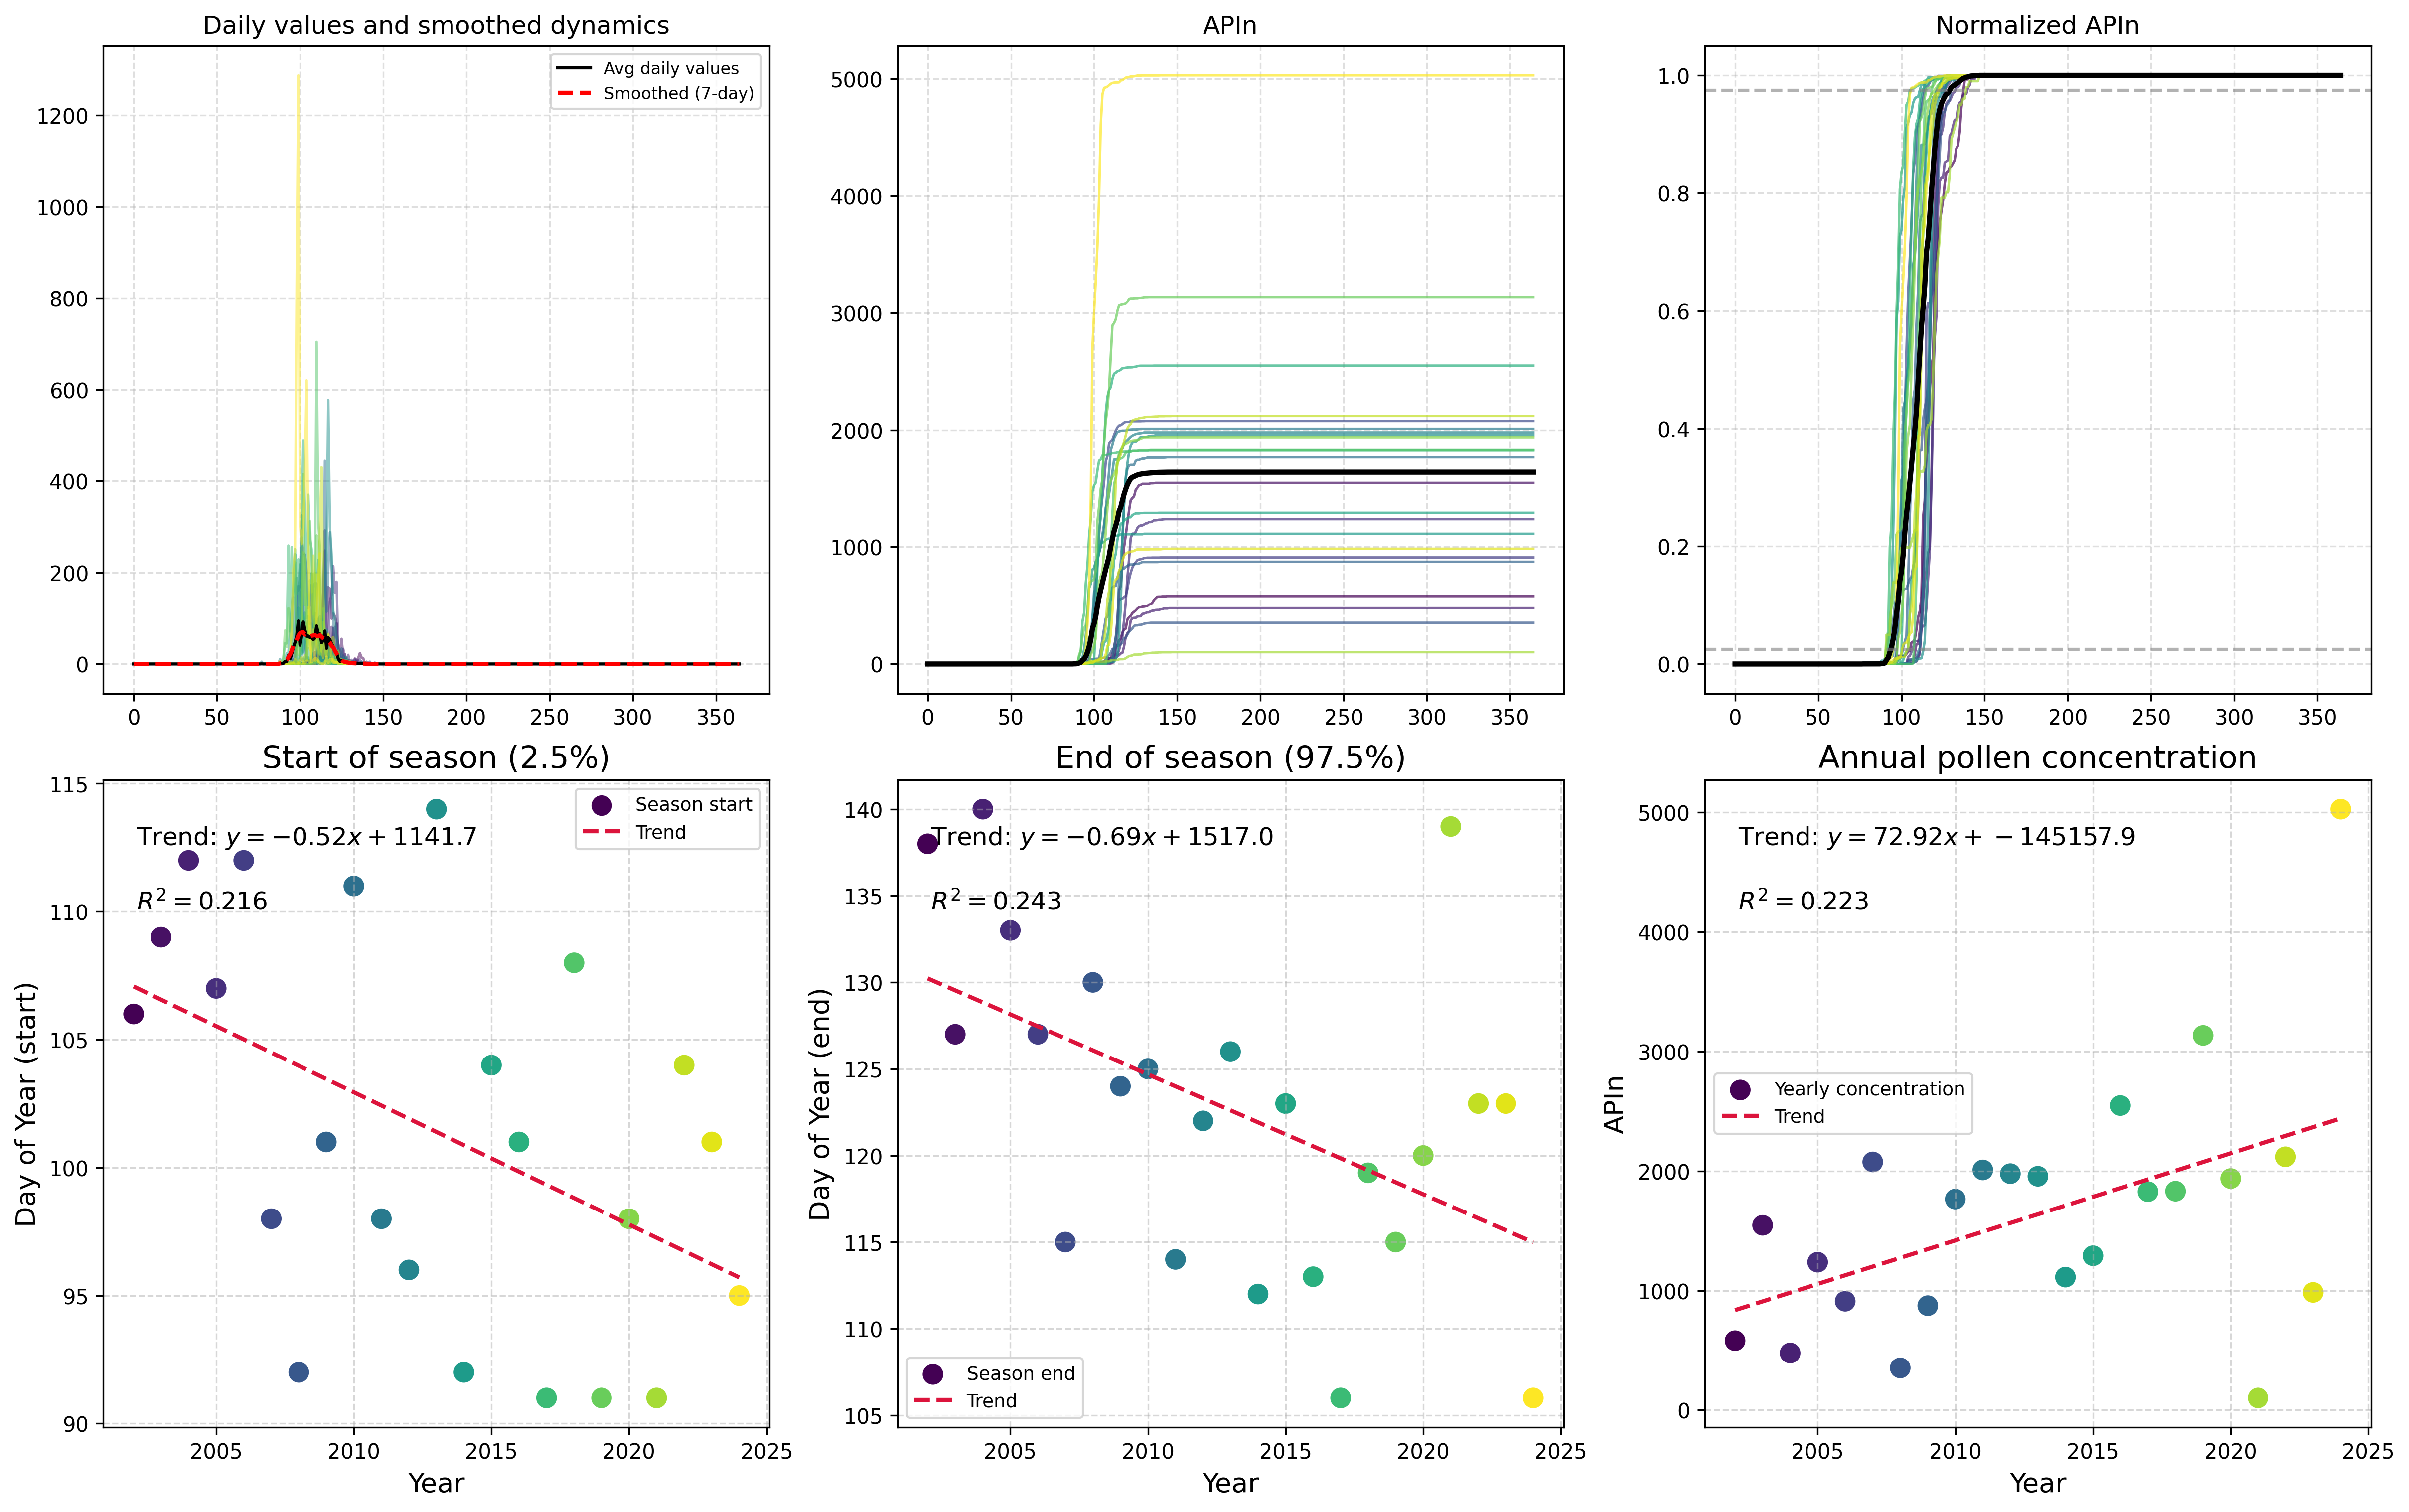 Daily values and smoothed dynamics
Avg daily values
Smoothed (7-day)
1200
1000
800
600
400
200
0
0 50 100 150 200 250 300 350
APIn
5000
4000
3000
2000
1000
0
0 50 100 150 200 250 300 350
Normalized APIn
1.0
0.8
0.6
0.4
0.2
0.0
0 50 100 150 200 250 300 350
Start of season (2.5%)
Season start
Trend
Trend: y = −0.52x + 1141.7
R² = 0.216
Day of Year (start)
115
110
105
100
95
90
2005 2010 2015 2020 2025
Year
End of season (97.5%)
Trend: y = −0.69x + 1517.0
R² = 0.243
Day of Year (end)
140
135
130
125
120
115
110
105
Season end
Trend
2005 2010 2015 2020 2025
Year
Annual pollen concentration
Trend: y = 72.92x + −145157.9
R² = 0.223
APIn
5000
4000
3000
2000
1000
0
Yearly concentration
Trend
2005 2010 2015 2020 2025
Year